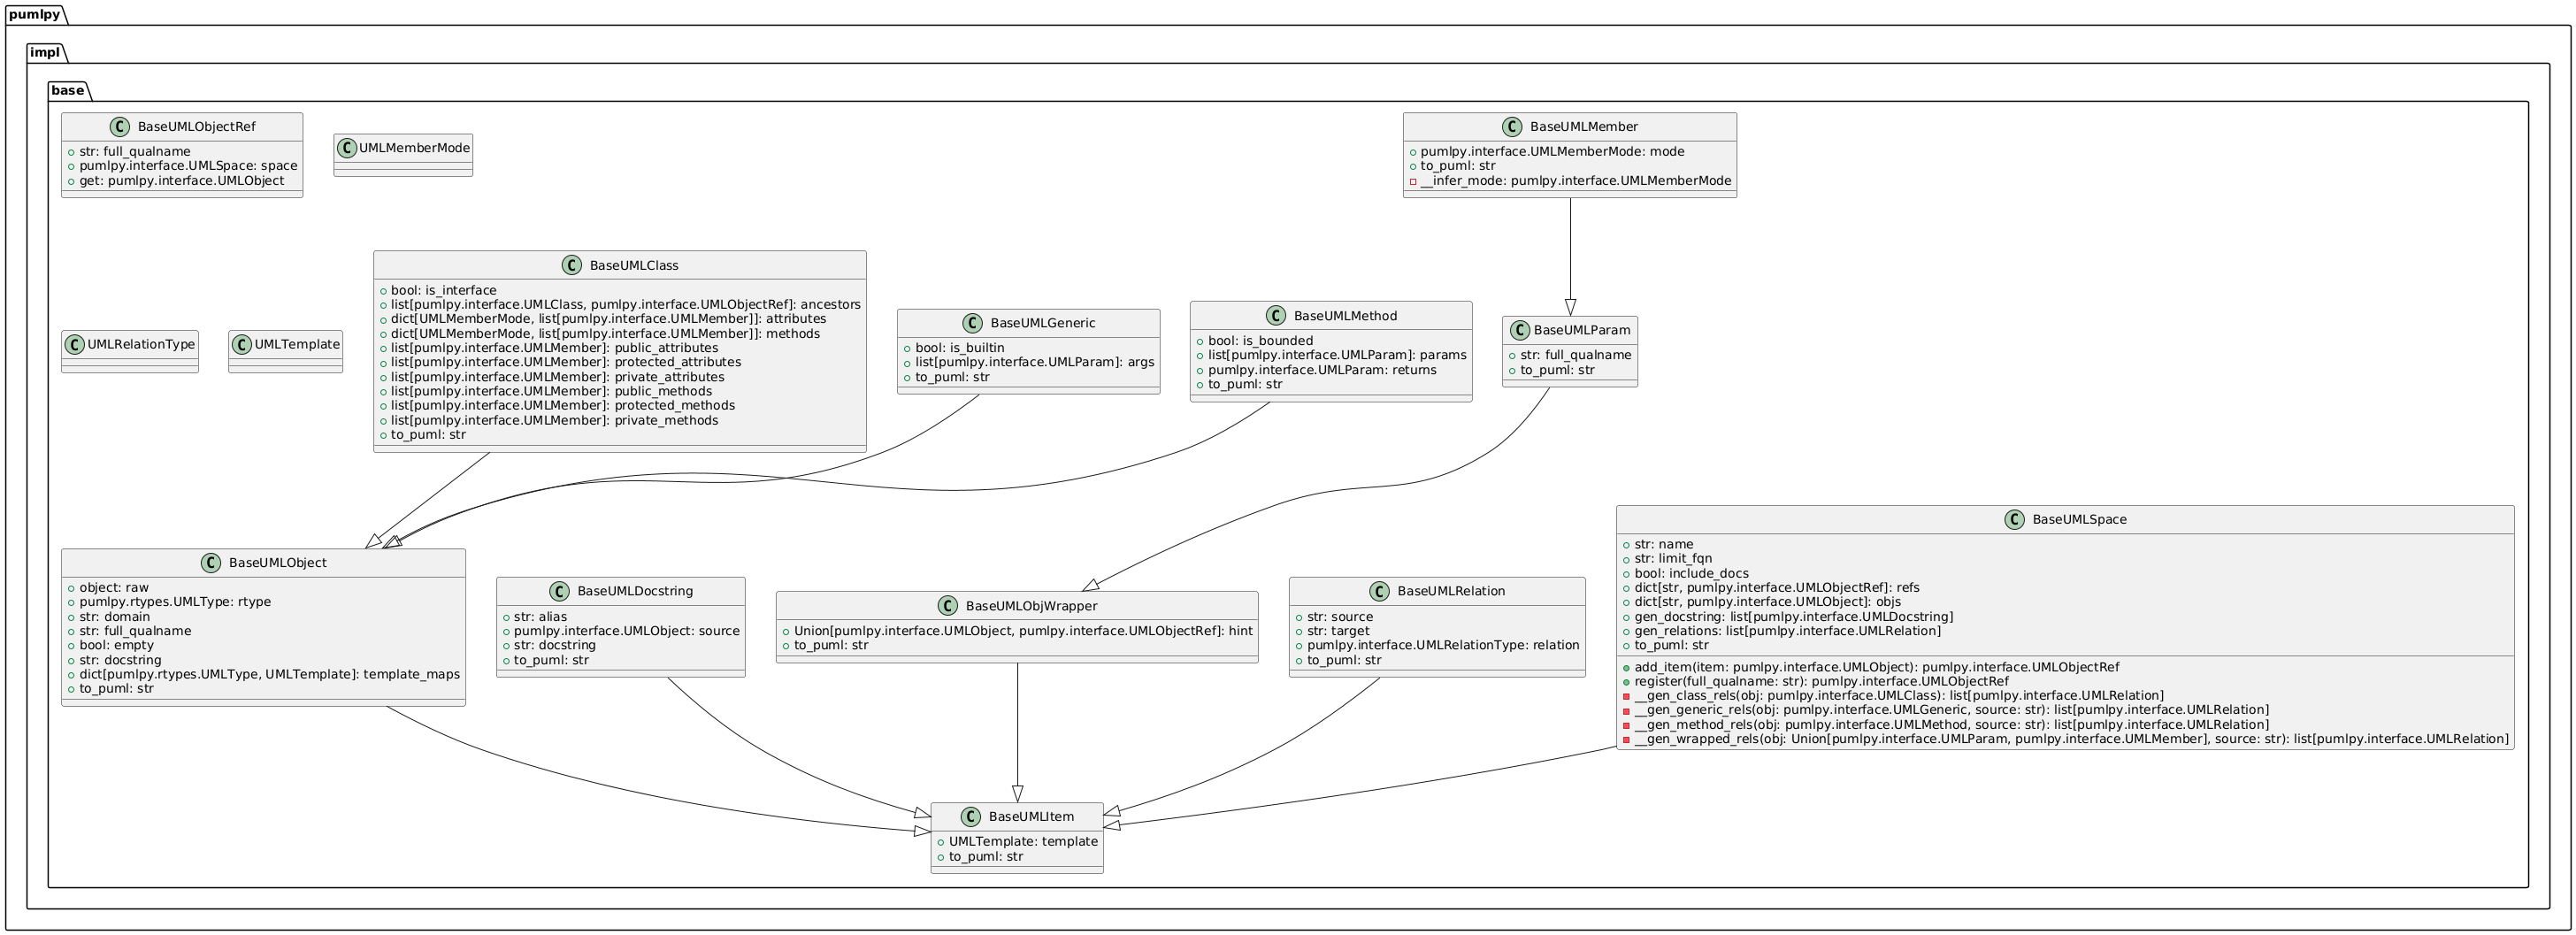 pumlpy
impl
base
C BaseUMLObjectRef
str: full_qualname
pumlpy.interface.UMLSpace: space
get: pumlpy.interface.UMLObject
C UMLMemberMode
C BaseUMLMember
pumlpy.interface.UMLMemberMode: mode
to_puml: str
__infer_mode: pumlpy.interface.UMLMemberMode
C UMLRelationType
C UMLTemplate
C BaseUMLClass
bool: is_interface
list[pumlpy.interface.UMLClass, pumlpy.interface.UMLObjectRef]: ancestors
dict[UMLMemberMode, list[pumlpy.interface.UMLMember]]: attributes
dict[UMLMemberMode, list[pumlpy.interface.UMLMember]]: methods
list[pumlpy.interface.UMLMember]: public_attributes
list[pumlpy.interface.UMLMember]: protected_attributes
list[pumlpy.interface.UMLMember]: private_attributes
list[pumlpy.interface.UMLMember]: public_methods
list[pumlpy.interface.UMLMember]: protected_methods
list[pumlpy.interface.UMLMember]: private_methods
to_puml: str
C BaseUMLGeneric
bool: is_builtin
list[pumlpy.interface.UMLParam]: args
to_puml: str
C BaseUMLMethod
bool: is_bounded
list[pumlpy.interface.UMLParam]: params
pumlpy.interface.UMLParam: returns
to_puml: str
C BaseUMLParam
str: full_qualname
to_puml: str
C BaseUMLObject
object: raw
pumlpy.rtypes.UMLType: rtype
str: domain
str: full_qualname
bool: empty
str: docstring
dict[pumlpy.rtypes.UMLType, UMLTemplate]: template_maps
to_puml: str
C BaseUMLDocstring
str: alias
pumlpy.interface.UMLObject: source
str: docstring
to_puml: str
C BaseUMLObjWrapper
Union[pumlpy.interface.UMLObject, pumlpy.interface.UMLObjectRef]: hint
to_puml: str
C BaseUMLRelation
str: source
str: target
pumlpy.interface.UMLRelationType: relation
to_puml: str
C BaseUMLSpace
str: name
str: limit_fqn
bool: include_docs
dict[str, pumlpy.interface.UMLObjectRef]: refs
dict[str, pumlpy.interface.UMLObject]: objs
gen_docstring: list[pumlpy.interface.UMLDocstring]
gen_relations: list[pumlpy.interface.UMLRelation]
to_puml: str
add_item(item: pumlpy.interface.UMLObject): pumlpy.interface.UMLObjectRef
register(full_qualname: str): pumlpy.interface.UMLObjectRef
__gen_class_rels(obj: pumlpy.interface.UMLClass): list[pumlpy.interface.UMLRelation]
__gen_generic_rels(obj: pumlpy.interface.UMLGeneric, source: str): list[pumlpy.interface.UMLRelation]
__gen_method_rels(obj: pumlpy.interface.UMLMethod, source: str): list[pumlpy.interface.UMLRelation]
__gen_wrapped_rels(obj: Union[pumlpy.interface.UMLParam, pumlpy.interface.UMLMember], source: str): list[pumlpy.interface.UMLRelation]
C BaseUMLItem
UMLTemplate: template
to_puml: str